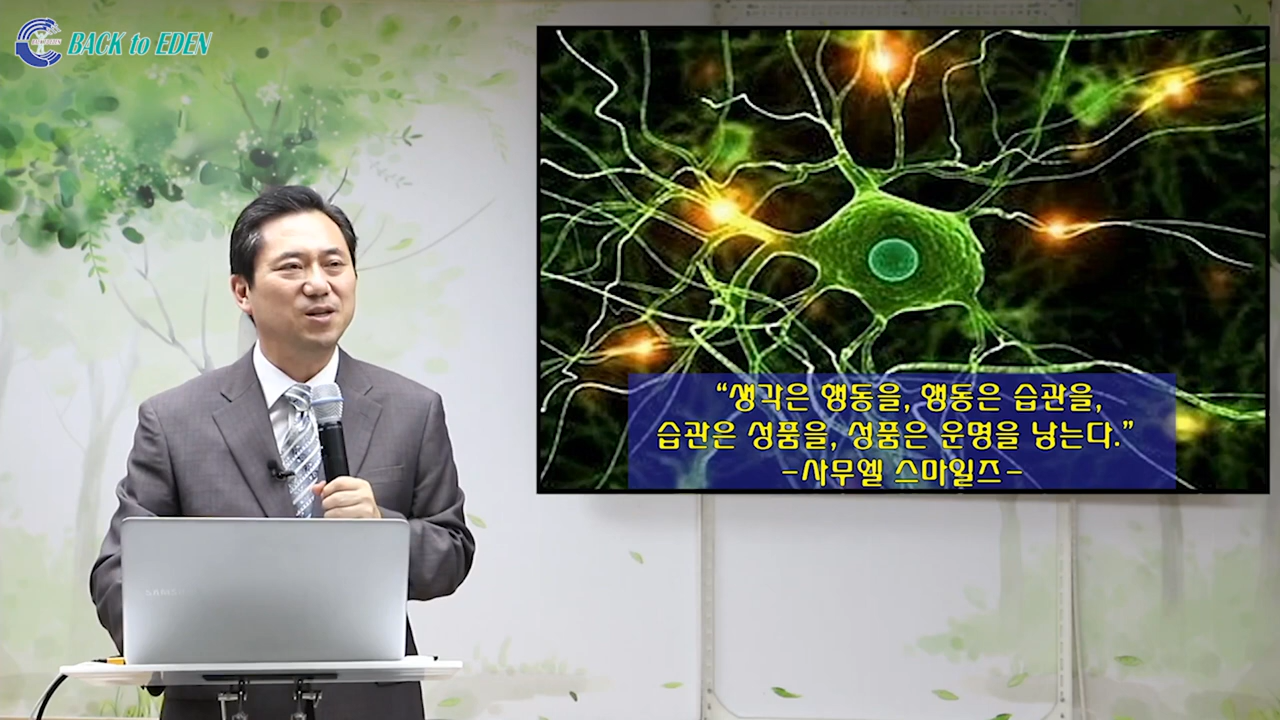 BACK to EDEN
“생각은 행동을, 행동은 습관을,
습관은 성품을, 성품은 운명을 낳는다.”
-사무엘 스마일즈-
SAMSUNG